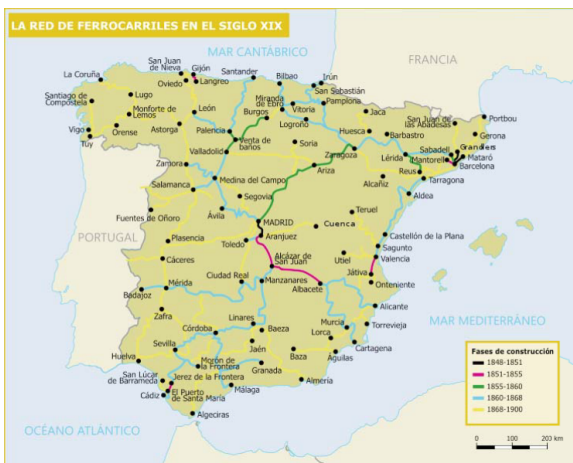 LA RED DE FERROCARRILES EN EL SIGLO XIX
MAR CANTÁBRICO
FRANCIA
San Juan
de Nieva
Gijón
La Coruña
Oviedo
Langreo
Santander
Bilbao
Irún
San Subastián
Santiago de
Compostela
Lugo
Monforte de
Lemos
León
Miranda
de Ebro
Vitoria
Pamplona
Burgos
Logroño
Jaca
San Juan de
las Abadesas
Portbou
Vigo
Orense
Astorga
Palencia
Huesca
Barbastro
Gerona
Tuy
Venta de
baños
Soria
Zaragoza
Lérida
Sabadell
Granollers
Mataró
Martorell
Barcelona
Valladolid
Zamora
Ariza
Reus
Tarragona
Medina del Campo
Salamanca
Segovia
Alcañiz
Aldea
Fuentes de Oñoro
Ávila
MADRID
Teruel
PORTUGAL
Plasencia
Toledo
Aranjuez
Cuenca
Castellón de la Plana
Sagunto
Cáceres
Alcázar de
San Juan
Utiel
Valencia
Ciudad Real
Játiva
Badajoz
Mérida
Manzanares
Albacete
Onteniente
Zafra
Alicante
MAR MEDITERRÁNEO
Linares
Murcia
Torrevieja
Córdoba
Baeza
Lorca
Huelva
Sevilla
Jaén
Baza
Águilas
Cartagena
Morón de
la Frontera
San Lúcar
de Barrameda
Jerez de la Frontera
Granada
Almería
Cádiz
El Puerto
de Santa María
Málaga
Algeciras
OCÉANO ATLÁNTICO
Fases de construcción
1848-1851
1851-1855
1855-1860
1860-1868
1868-1900
0 100 203 km